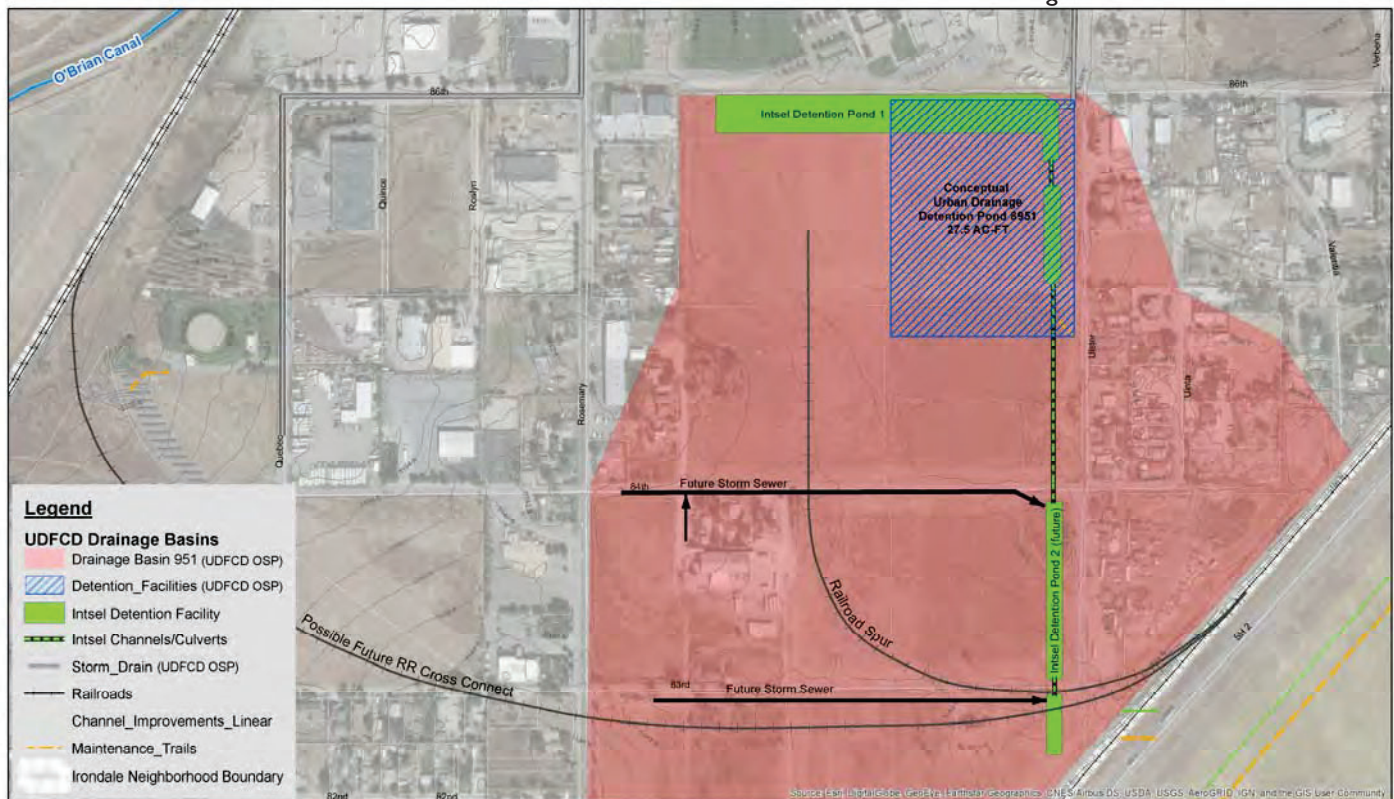 O'Brian Canal
86th
86th
Verbena
Intsel Detention Pond 1
Quince
Roslyn
Conceptual
Urban Drainage
Detention Pond 8951
27.5 AC-FT
Valentia
Ulster
Uinta
Rosemary
Quebec
84th
Future Storm Sewer
Intsel Detention Pond 2 (future)
Railroad Spur
SH 2
Possible Future RR Cross Connect
83rd
Future Storm Sewer
82nd
82nd
Legend
UDFCD Drainage Basins
Drainage Basin 951 (UDFCD OSP)
Detention_Facilities (UDFCD OSP)
Intsel Detention Facility
Intsel Channels/Culverts
Storm_Drain (UDFCD OSP)
Railroads
Channel_Improvements_Linear
Maintenance_Trails
Irondale Neighborhood Boundary
Source: Esri, DigitalGlobe, GeoEye, Earthstar Geographics, CNES/Airbus DS, USDA, USGS, AeroGRID, IGN, and the GIS User Community